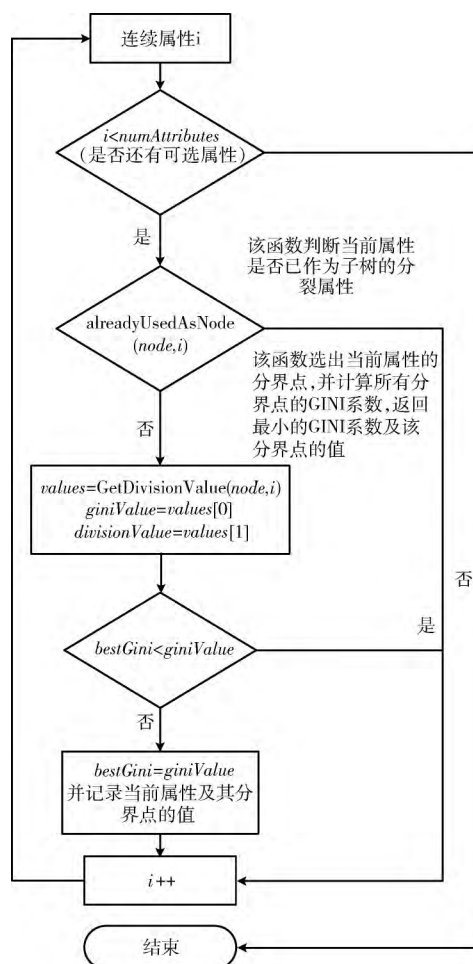 连续属性i
i<numAttributes
(是否还有可选属性)
是
该函数判断当前属性
是否已作为子树的分
裂属性
alreadyUsedAsNode
(node,i)
该函数选出当前属性的
分界点,并计算所有分
界点的GINI系数,返回
最小的GINI系数及该
分界点的值
否
values=GetDivisionValue(node,i)
giniValue=values[0]
divisionValue=values[1]
否
是
bestGini<giniValue
否
bestGini=giniValue
并记录当前属性及其分
界点的值
i++
结束